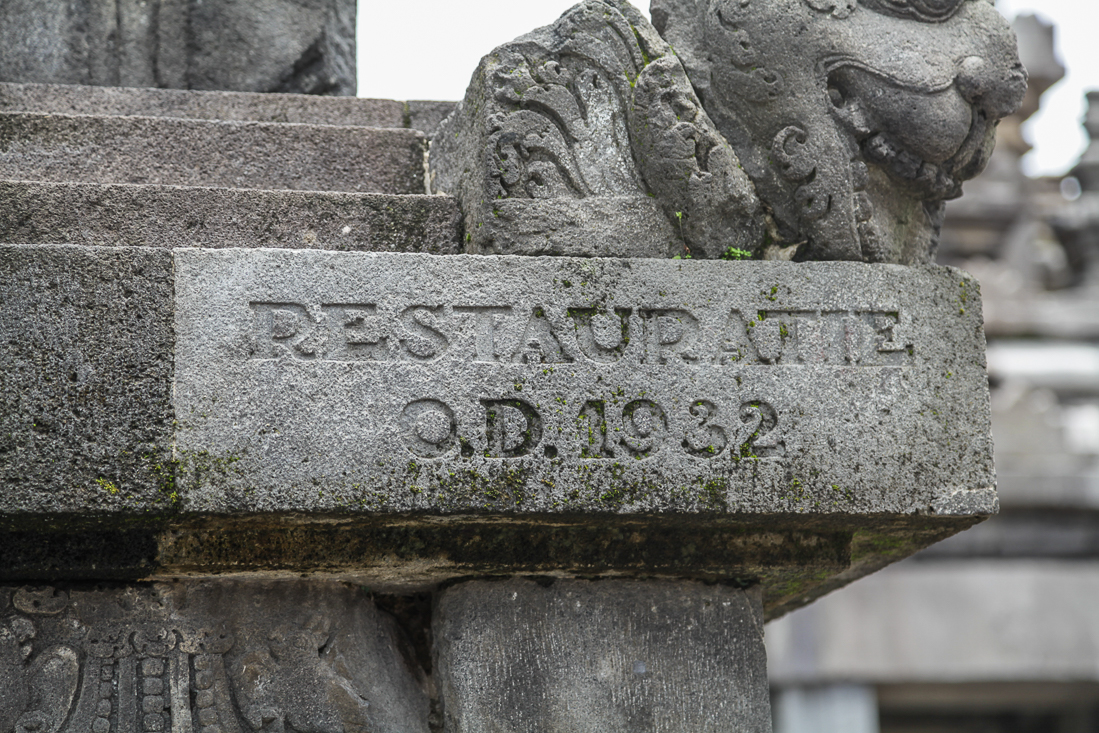 RESTAURATIE
O.D. 1932